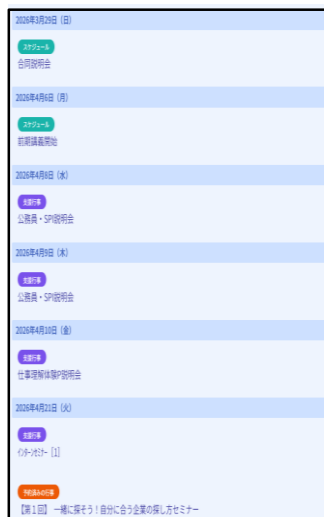 2026年3月29日（日）
スケジュール
合同説明会
2026年4月6日（月）
スケジュール
前期講義開始
2026年4月8日（水）
支援行事
公務員・SPI説明会
2026年4月9日（木）
支援行事
公務員・SPI説明会
2026年4月10日（金）
支援行事
仕事理解体験P説明会
2026年4月21日（火）
支援行事
インターンセミナー [1]
予約済みの行事
【第1回】 一緒に探そう！自分に合う企業の探し方セミナー